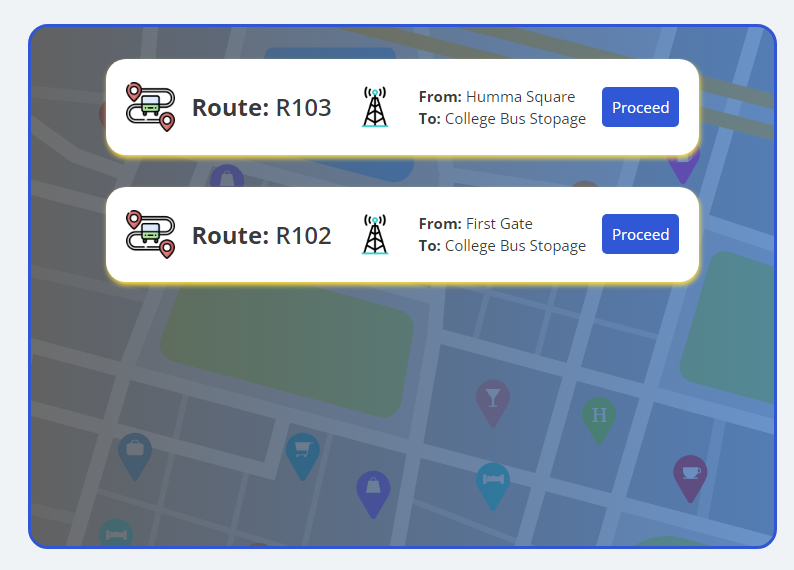 Route: R103
From: Humma Square
To: College Bus Stopage
Proceed
Route: R102
From: First Gate
To: College Bus Stopage
Proceed
H